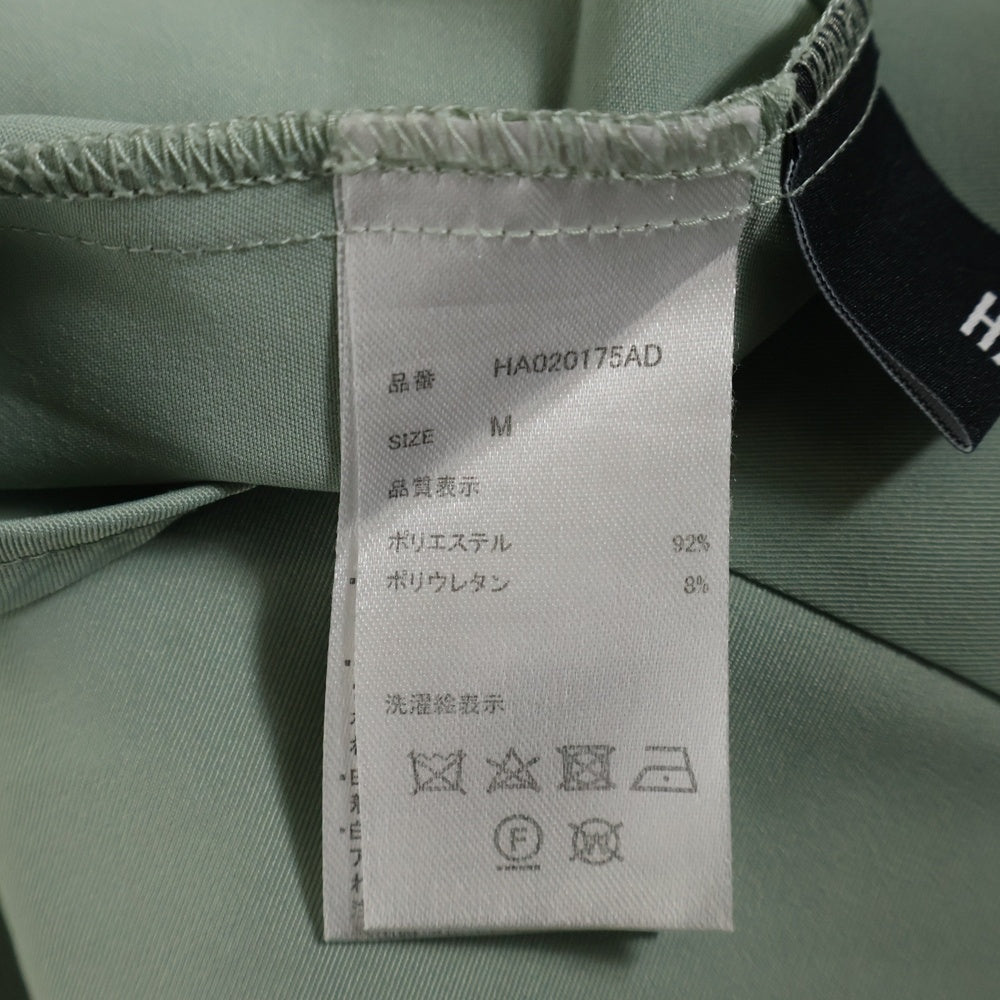 品番 HA020175AD
SIZE M
品質表示
ポリエステル 92%
ポリウレタン 8%
洗濯絵表示
F
W